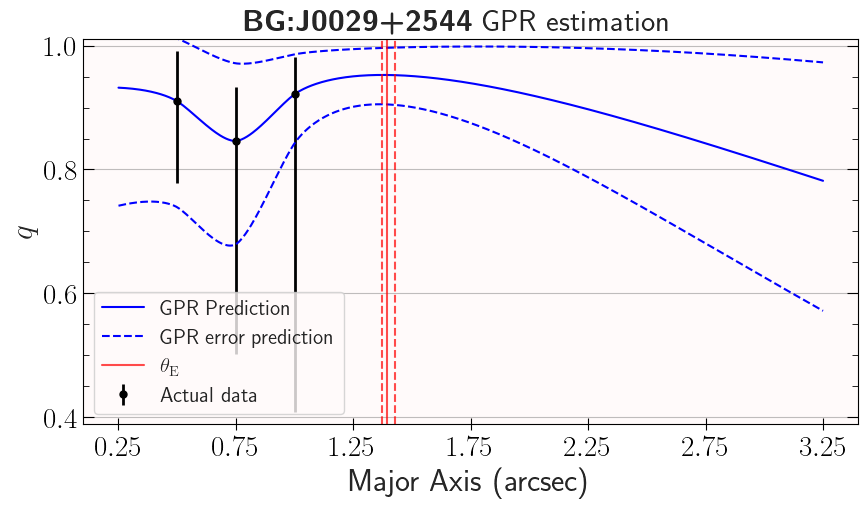 BG:J0029+2544 GPR estimation
1.0
0.8
0.6
0.4
q
GPR Prediction
GPR error prediction
θ_E
Actual data
0.25 0.75 1.25 1.75 2.25 2.75 3.25
Major Axis (arcsec)